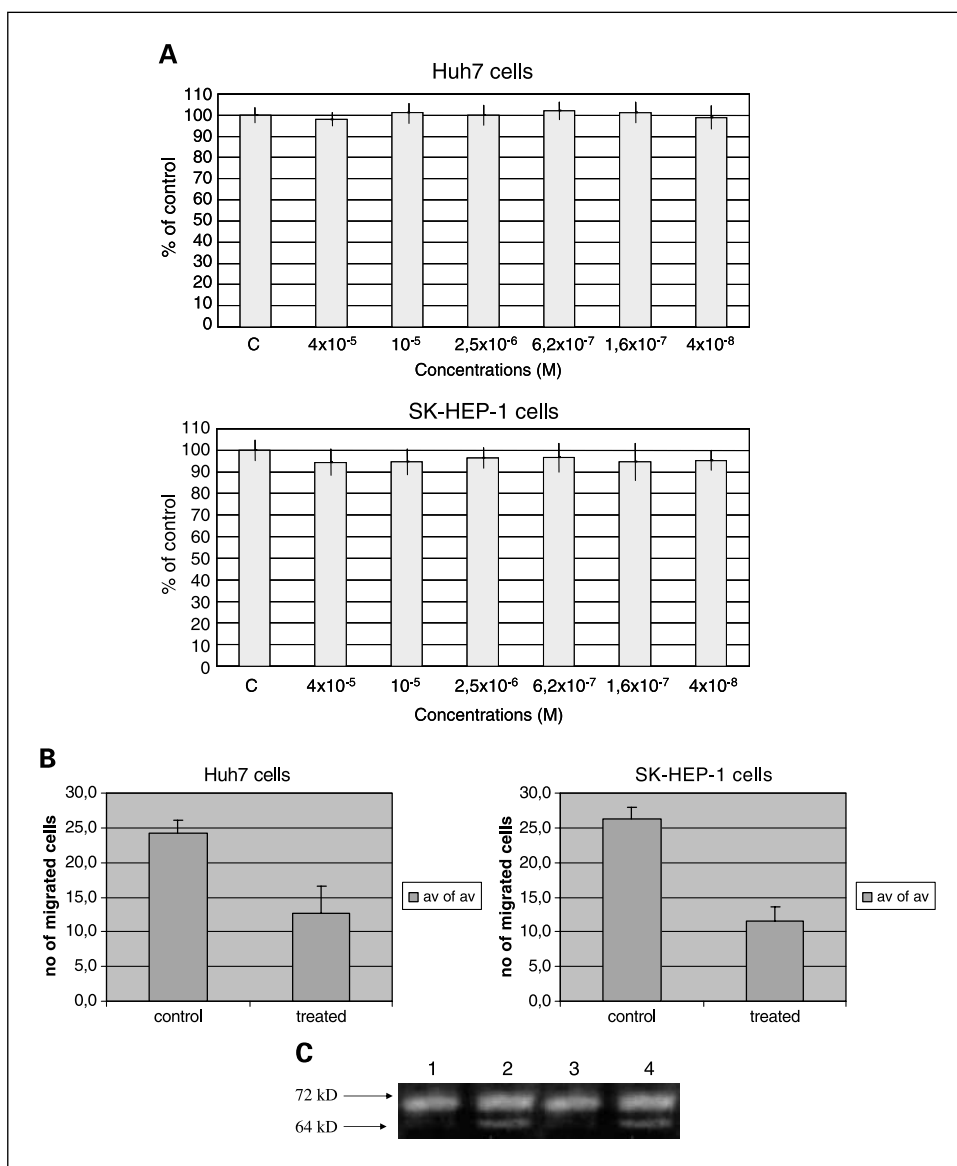 A
Huh7 cells
110
100
90
80
70
60
50
40
30
20
10
0
% of control
C 4x10⁻⁵ 10⁻⁵ 2,5x10⁻⁶ 6,2x10⁻⁷ 1,6x10⁻⁷ 4x10⁻⁸
Concentrations (M)
SK-HEP-1 cells
110
100
90
80
70
60
50
40
30
20
10
0
% of control
C 4x10⁻⁵ 10⁻⁵ 2,5x10⁻⁶ 6,2x10⁻⁷ 1,6x10⁻⁷ 4x10⁻⁸
Concentrations (M)
B
Huh7 cells
30,0
25,0
20,0
15,0
10,0
5,0
0,0
no of migrated cells
control treated
av of av
SK-HEP-1 cells
30,0
25,0
20,0
15,0
10,0
5,0
0,0
no of migrated cells
control treated
av of av
C
1 2 3 4
72 kD
64 kD